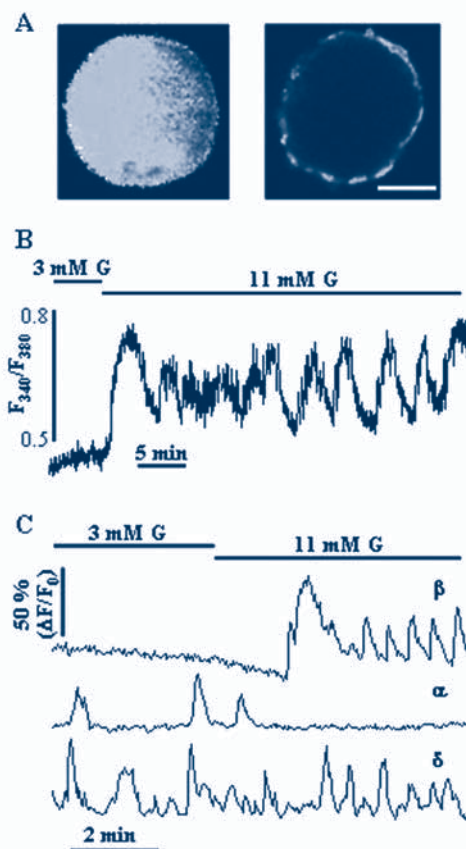 A
B
3 mM G
11 mM G
0.8
F340/F380
0.5
5 min
C
3 mM G
11 mM G
50 %
(ΔF/F0)
β
α
δ
2 min